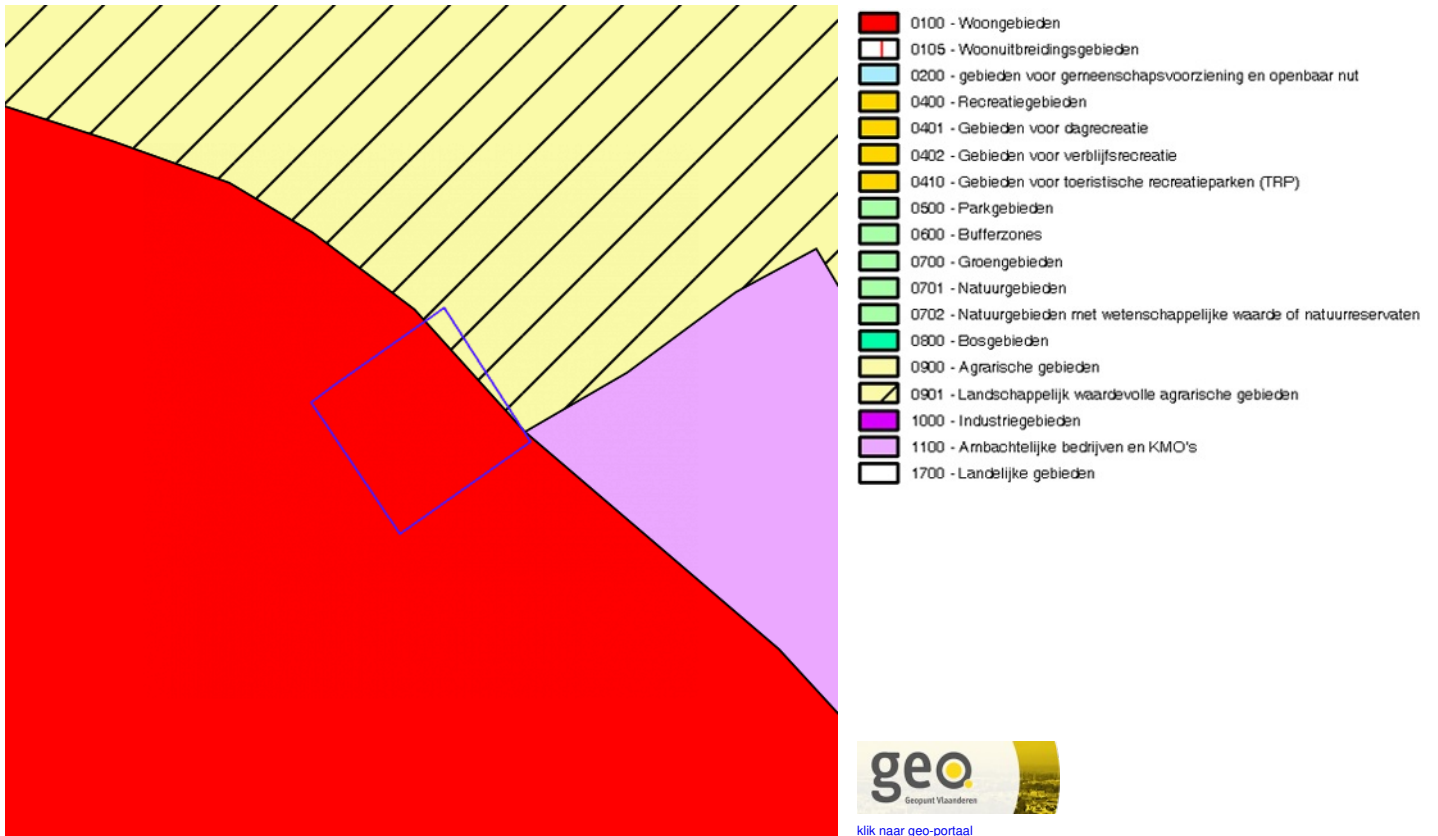 0100 - Woongebieden
0105 - Woonuitbreidingsgebieden
0200 - gebieden voor gemeenschapsvoorziening en openbaar nut
0400 - Recreatiegebieden
0401 - Gebieden voor dagrecreatie
0402 - Gebieden voor verblijfsrecreatie
0410 - Gebieden voor toeristische recreatieparken (TRP)
0500 - Parkgebieden
0600 - Bufferzones
0700 - Groengebieden
0701 - Natuurgebieden
0702 - Natuurgebieden met wetenschappelijke waarde of natuurreservaten
0800 - Bosgebieden
0900 - Agrarische gebieden
0901 - Landschappelijk waardevolle agrarische gebieden
1000 - Industriegebieden
1100 - Ambachtelijke bedrijven en KMO's
1700 - Landelijke gebieden
geo
Geopunt Vlaanderen
klik naar geo-portaal